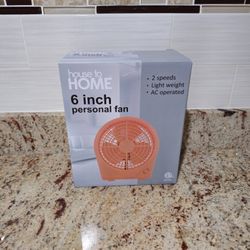 house to
HOME
6 inch
personal fan
• 2 speeds
• Light weight
• AC operated